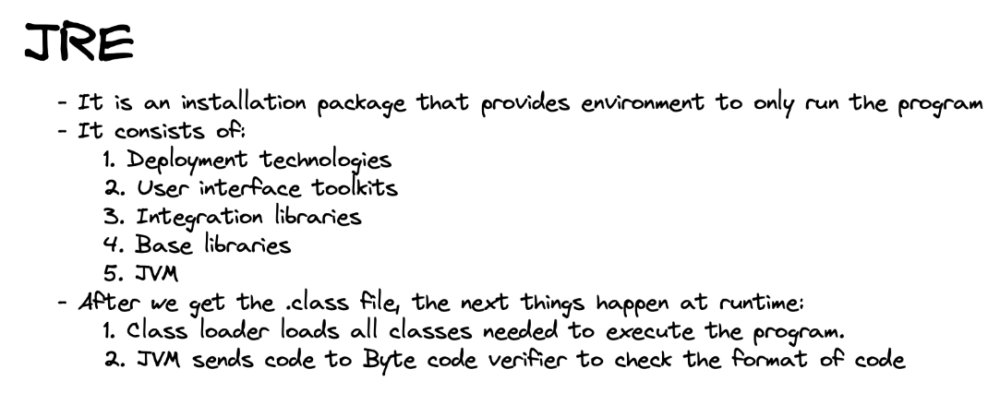 JRE
- It is an installation package that provides environment to only run the program
- It consists of:
1. Deployment technologies
2. User interface toolkits
3. Integration libraries
4. Base libraries
5. JVM
- After we get the .class file, the next things happen at runtime:
1. Class loader loads all classes needed to execute the program.
2. JVM sends code to Byte code verifier to check the format of code